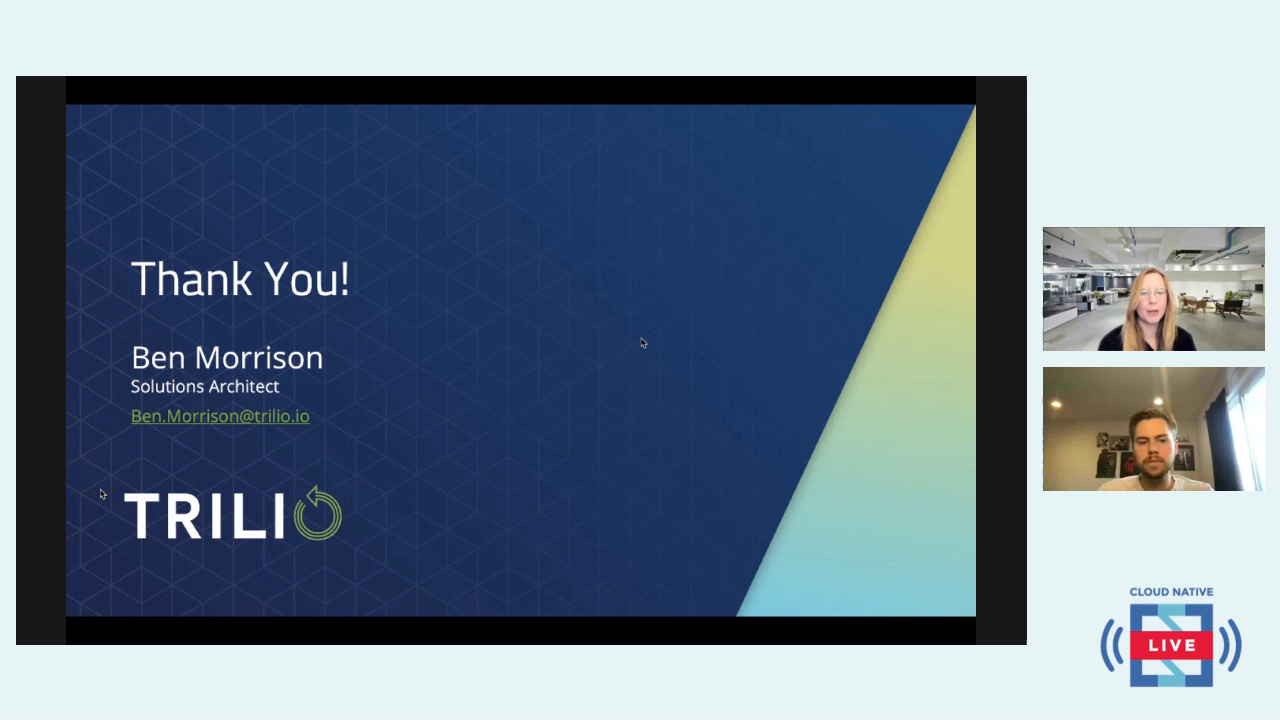 Thank You!
Ben Morrison
Solutions Architect
Ben.Morrison@trilio.io
TRILIO
CLOUD NATIVE
LIVE